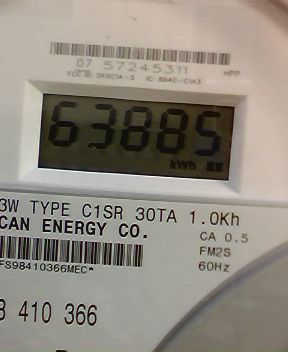 07 57245311 HPP
63885
kWh
3W TYPE C1SR 30TA 1.0Kh
CAN ENERGY CO.
CA 0.5
FM2S
60Hz
FS98410366MEC*
410 366